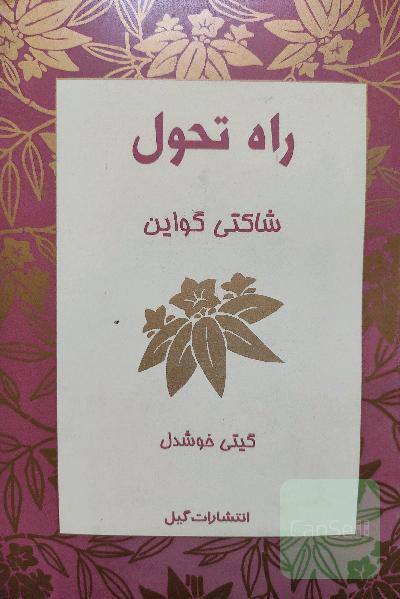 راه تحول
شاکتی گواین
گیتی خوشدل
انتشارات گیل